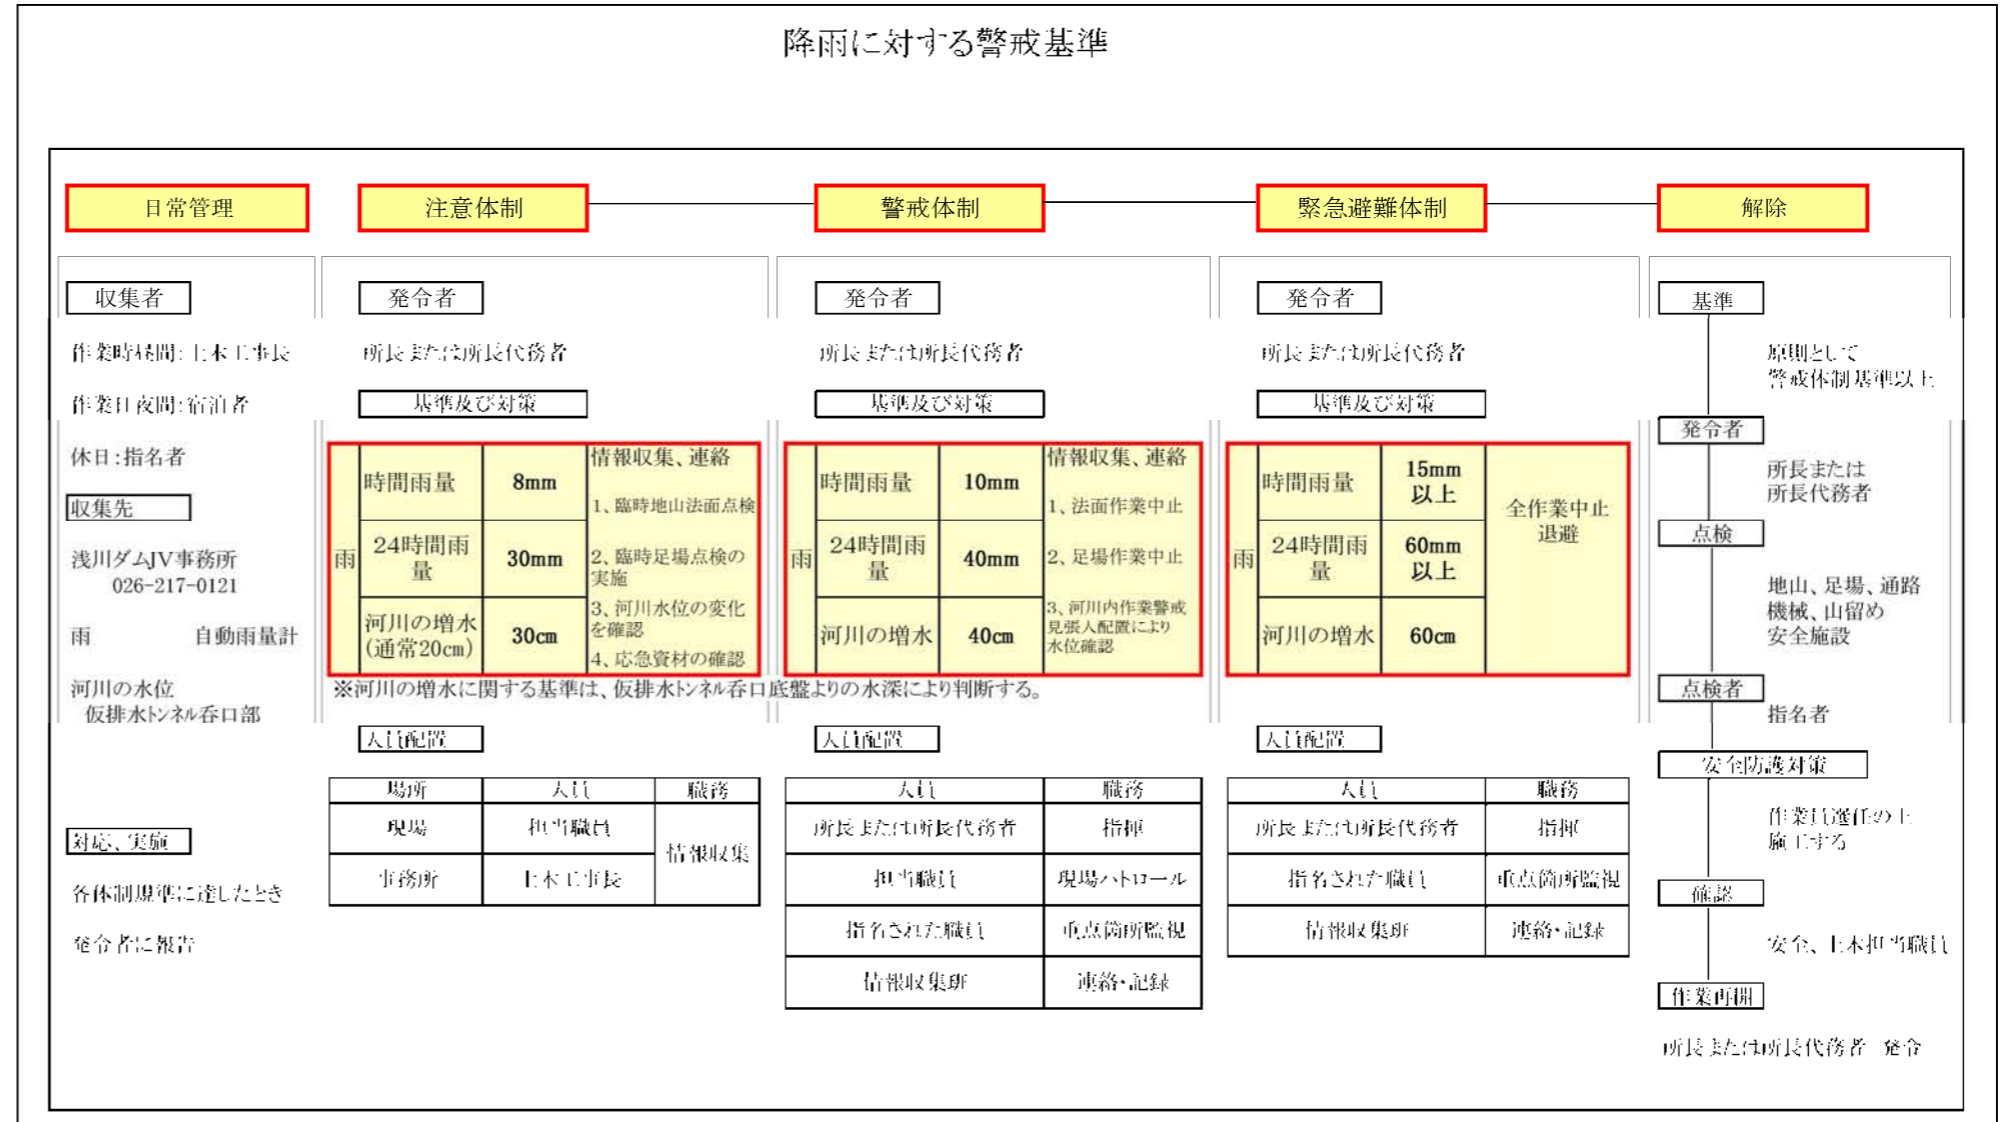 降雨に対する警戒基準
日常管理
収集者
作業時昼間:土木工事長
作業日夜間:宿泊者
休日:指名者
収集先
浅川ダムJV事務所
026-217-0121
雨 自動雨量計
河川の水位
仮排水トンネル呑口部
対応、実施
各体制規準に達したとき
発令者に報告
注意体制
発令者
所長または所長代務者
基準及び対策
雨
時間雨量 8mm
24時間雨量 30mm
河川の増水
(通常20cm) 30cm
情報収集、連絡
1、臨時地山法面点検
2、臨時足場点検の
実施
3、河川水位の変化
を確認
4、応急資材の確認
※河川の増水に関する基準は、仮排水トンネル呑口底盤よりの水深により判断する。
人員配置
場所 人員 職務
現場 担当職員 情報収集
事務所 土木工事長
警戒体制
発令者
所長または所長代務者
基準及び対策
雨
時間雨量 10mm
24時間雨量 40mm
河川の増水 40cm
情報収集、連絡
1、法面作業中止
2、足場作業中止
3、河川内作業警戒
見張人配置により
水位確認
人員配置
人員 職務
所長または所長代務者 指揮
担当職員 現場パトロール
指名された職員 重点箇所監視
情報収集班 連絡・記録
緊急避難体制
発令者
所長または所長代務者
基準及び対策
雨
時間雨量 15mm以上
24時間雨量 60mm以上
河川の増水 60cm
全作業中止
退避
人員配置
人員 職務
所長または所長代務者 指揮
指名された職員 重点箇所監視
情報収集班 連絡・記録
解除
基準
原則として
警戒体制基準以上
発令者
所長または
所長代務者
点検
地山、足場、通路
機械、山留め
安全施設
点検者
指名者
安全防護対策
作業員選任の上
施工する
確認
安全、土木担当職員
作業再開
所長または所長代務者 発令